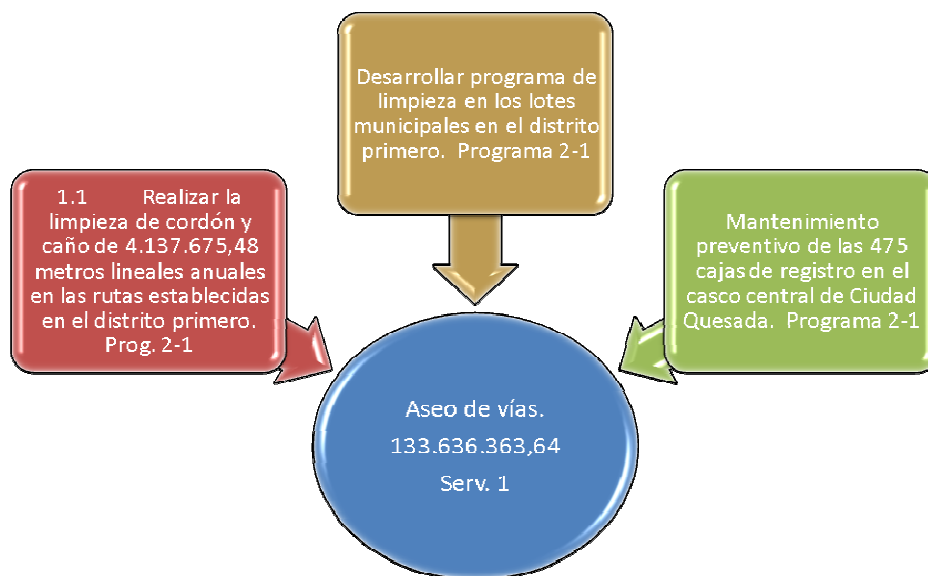 Desarrollar programa de
limpieza en los lotes
municipales en el distrito
primero. Programa 2-1
1.1 Realizar la
limpieza de cordón y
caño de 4.137.675,48
metros lineales anuales
en las rutas establecidas
en el distrito primero.
Prog. 2-1
Mantenimiento
preventivo de las 475
cajas de registro en el
casco central de Ciudad
Quesada. Programa 2-1
Aseo de vías.
133.636.363,64
Serv. 1